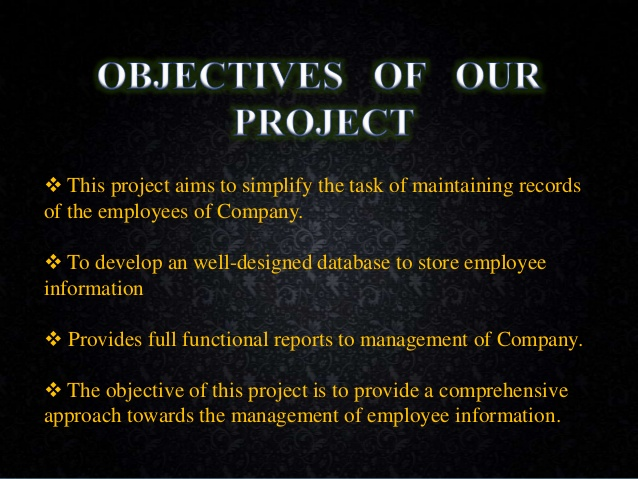 OBJECTIVES OF OUR
PROJECT
❖ This project aims to simplify the task of maintaining records
of the employees of Company.
❖ To develop an well-designed database to store employee
information
❖ Provides full functional reports to management of Company.
❖ The objective of this project is to provide a comprehensive
approach towards the management of employee information.